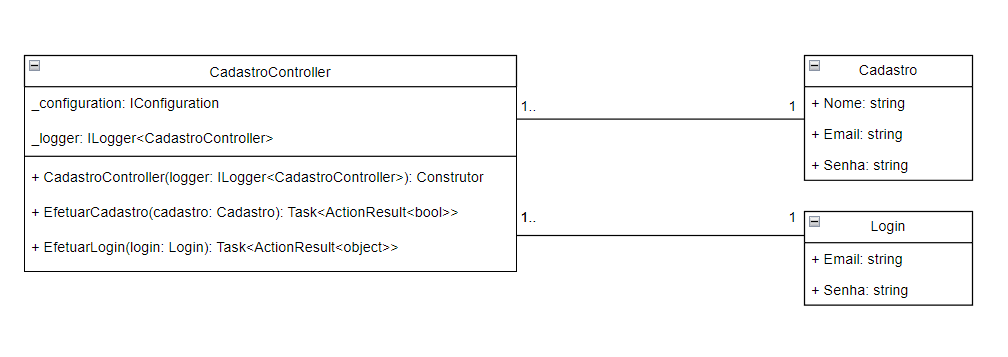 CadastroController
_configuration: IConfiguration
_logger: ILogger<CadastroController>
+ CadastroController(logger: ILogger<CadastroController>): Construtor
+ EfetuarCadastro(cadastro: Cadastro): Task<ActionResult<bool>>
+ EfetuarLogin(login: Login): Task<ActionResult<object>>
1..
1
1..
1
Cadastro
+ Nome: string
+ Email: string
+ Senha: string
Login
+ Email: string
+ Senha: string